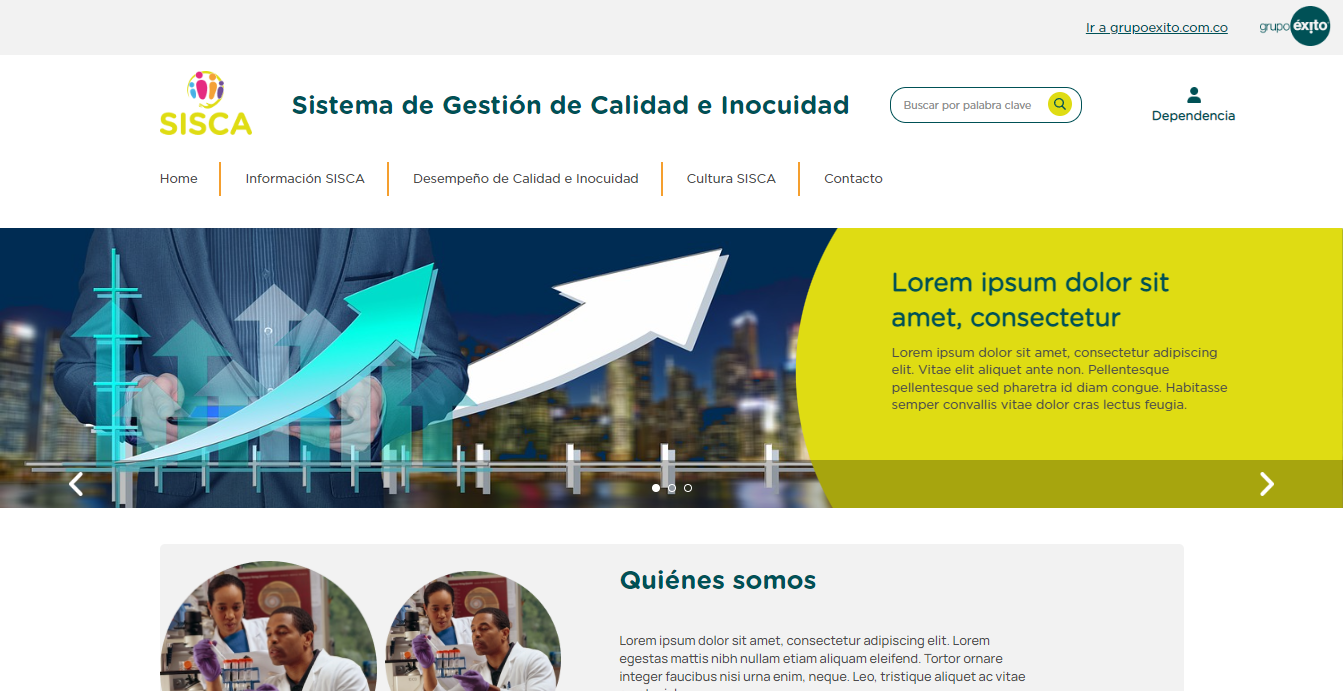 Ir a grupoexito.com.co
grupo éxito
SISCA
Sistema de Gestión de Calidad e Inocuidad
Buscar por palabra clave
Dependencia
Home
Información SISCA
Desempeño de Calidad e Inocuidad
Cultura SISCA
Contacto
Lorem ipsum dolor sit
amet, consectetur
Lorem ipsum dolor sit amet, consectetur adipiscing
elit. Vitae elit aliquet ante non. Pellentesque
pellentesque sed pharetra id diam congue. Habitasse
semper convallis vitae dolor cras lectus feugia.
Quiénes somos
Lorem ipsum dolor sit amet, consectetur adipiscing elit. Lorem
egestas mattis nibh nullam etiam aliquam eleifend. Tortor ornare
integer faucibus nisi urna enim, neque. Leo, tristique aliquet ac vitae